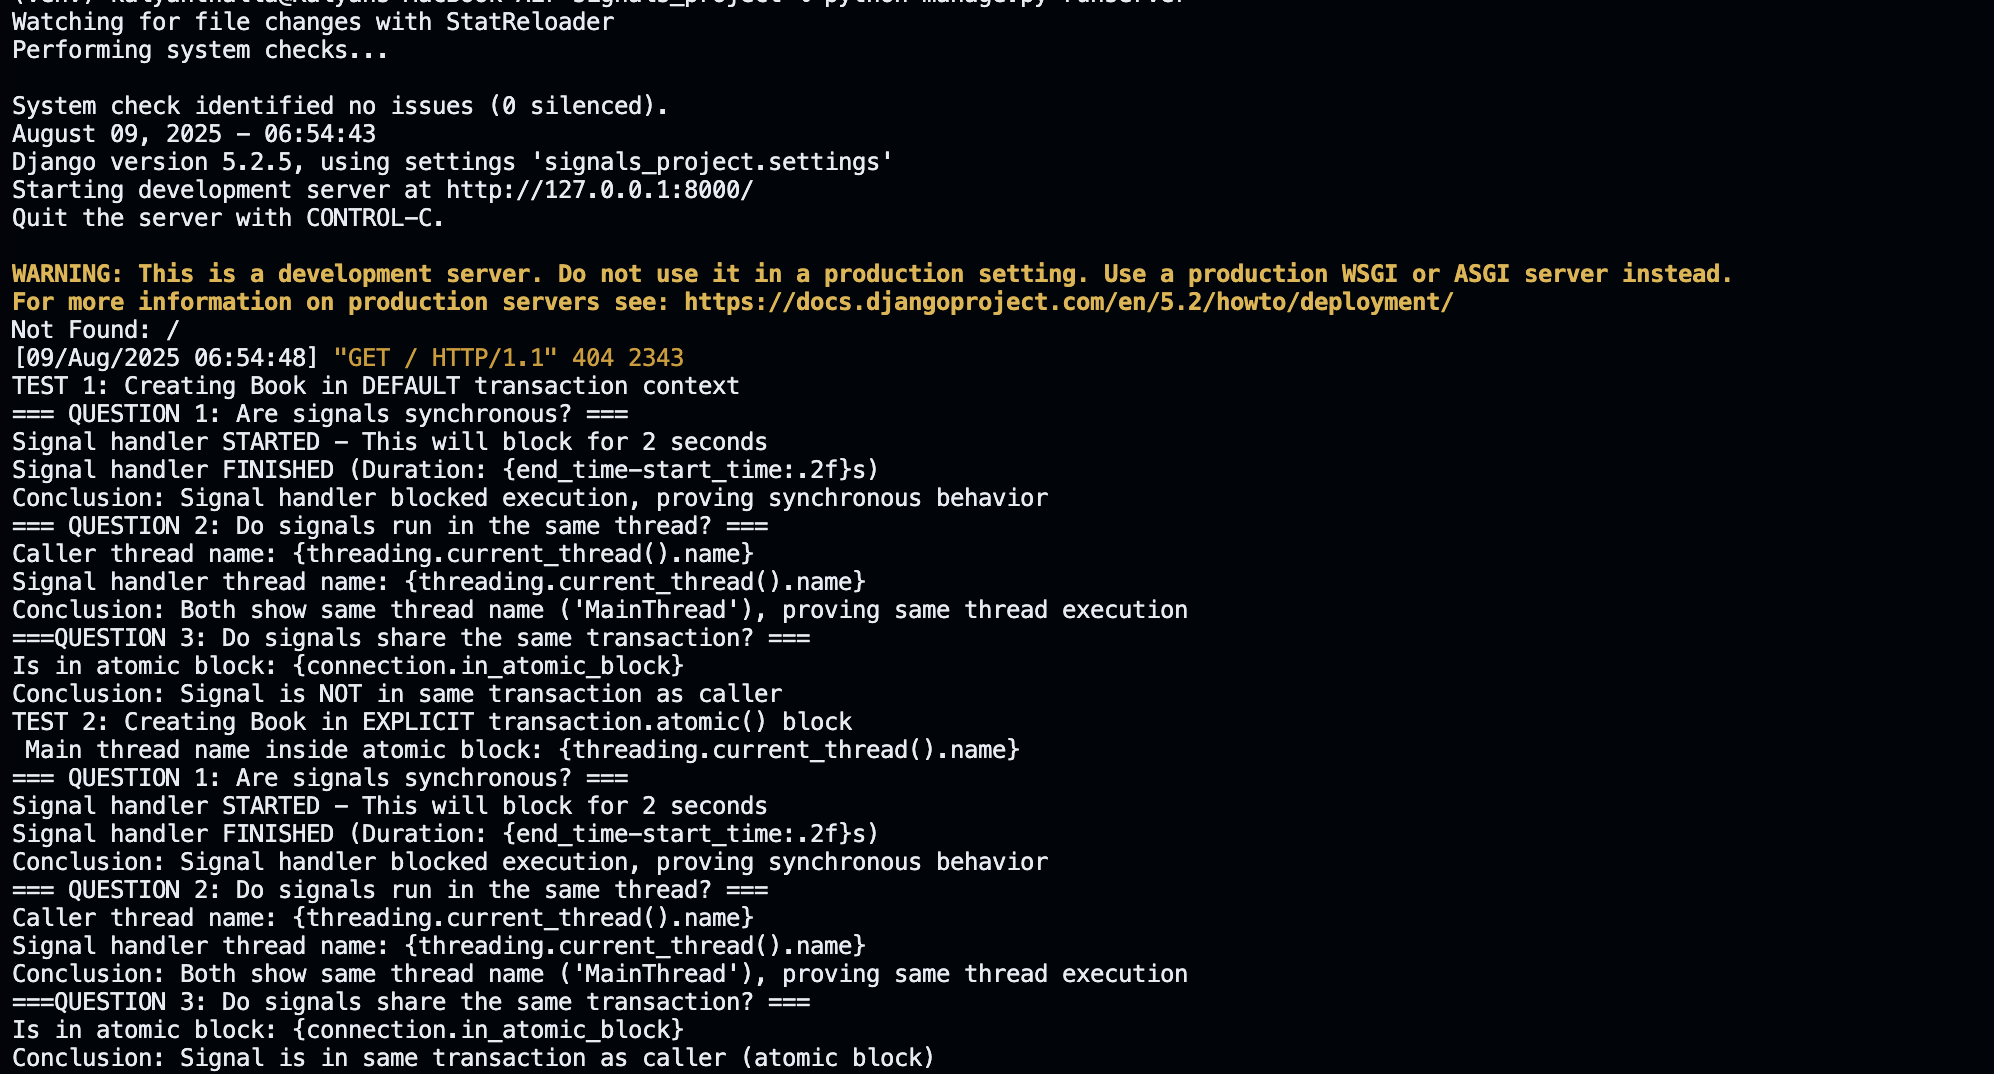 Watching for file changes with StatReloader
Performing system checks...
System check identified no issues (0 silenced).
August 09, 2025 - 06:54:43
Django version 5.2.5, using settings 'signals_project.settings'
Starting development server at http://127.0.0.1:8000/
Quit the server with CONTROL-C.
WARNING: This is a development server. Do not use it in a production setting. Use a production WSGI or ASGI server instead.
For more information on production servers see: https://docs.djangoproject.com/en/5.2/howto/deployment/
Not Found: /
[09/Aug/2025 06:54:48] "GET / HTTP/1.1" 404 2343
TEST 1: Creating Book in DEFAULT transaction context
=== QUESTION 1: Are signals synchronous? ===
Signal handler STARTED - This will block for 2 seconds
Signal handler FINISHED (Duration: {end_time-start_time:.2f}s)
Conclusion: Signal handler blocked execution, proving synchronous behavior
=== QUESTION 2: Do signals run in the same thread? ===
Caller thread name: {threading.current_thread().name}
Signal handler thread name: {threading.current_thread().name}
Conclusion: Both show same thread name ('MainThread'), proving same thread execution
===QUESTION 3: Do signals share the same transaction? ===
Is in atomic block: {connection.in_atomic_block}
Conclusion: Signal is NOT in same transaction as caller
TEST 2: Creating Book in EXPLICIT transaction.atomic() block
 Main thread name inside atomic block: {threading.current_thread().name}
=== QUESTION 1: Are signals synchronous? ===
Signal handler STARTED - This will block for 2 seconds
Signal handler FINISHED (Duration: {end_time-start_time:.2f}s)
Conclusion: Signal handler blocked execution, proving synchronous behavior
=== QUESTION 2: Do signals run in the same thread? ===
Caller thread name: {threading.current_thread().name}
Signal handler thread name: {threading.current_thread().name}
Conclusion: Both show same thread name ('MainThread'), proving same thread execution
===QUESTION 3: Do signals share the same transaction? ===
Is in atomic block: {connection.in_atomic_block}
Conclusion: Signal is in same transaction as caller (atomic block)